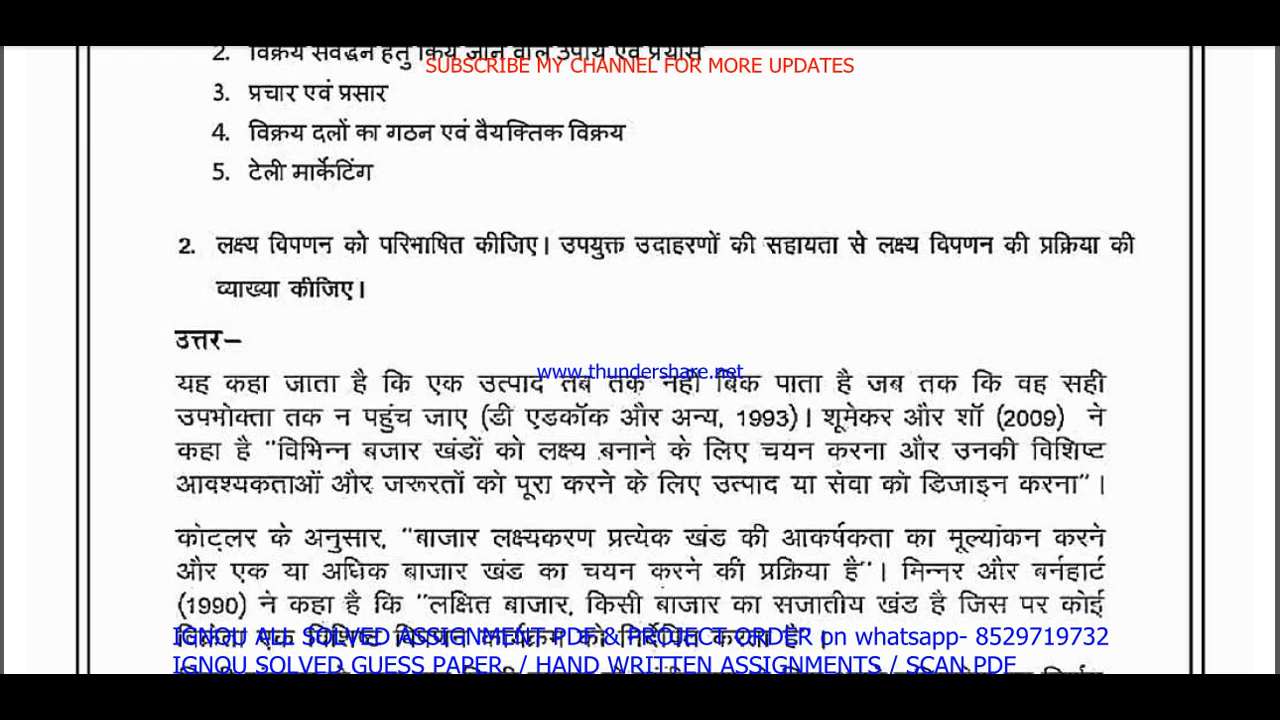 2. विक्रय संवर्द्धन हेतु किये जाने वाले उपाय एवं प्रयास
SUBSCRIBE MY CHANNEL FOR MORE UPDATES
3. प्रचार एवं प्रसार
4. विक्रय दलों का गठन एवं वैयक्तिक विक्रय
5. टेली मार्केटिंग
2. लक्ष्य विपणन को परिभाषित कीजिए। उपयुक्त उदाहरणों की सहायता से लक्ष्य विपणन की प्रक्रिया की
व्याख्या कीजिए।
उत्तर–
www.thundershare.net
यह कहा जाता है कि एक उत्पाद तब तक नहीं बिक पाता है जब तक कि वह सही
उपभोक्ता तक न पहुंच जाए (डी एडकॉक और अन्य, 1993)। शूमेकर और शॉ (2009) ने
कहा है "विभिन्न बजार खंडों को लक्ष्य बनाने के लिए चयन करना और उनकी विशिष्ट
आवश्यकताओं और जरूरतों को पूरा करने के लिए उत्पाद या सेवा को डिजाइन करना"।
कोट्लर के अनुसार, "बाजार लक्ष्यकरण प्रत्येक खंड की आकर्षकता का मूल्यांकन करने
और एक या अधिक बाजार खंड का चयन करने की प्रक्रिया है"। मिन्नर और बर्नहार्ट
(1990) ने कहा है कि "लक्षित बाजार, किसी बाजार का सजातीय खंड है जिस पर कोई
एक विशिष्ट को निर्देशित करता है"।
IGNOU ALL SOLVED ASSIGNMENT PDF & PROJECT ORDER on whatsapp- 8529719732
IGNOU SOLVED GUESS PAPER / HAND WRITTEN ASSIGNMENTS / SCAN PDF